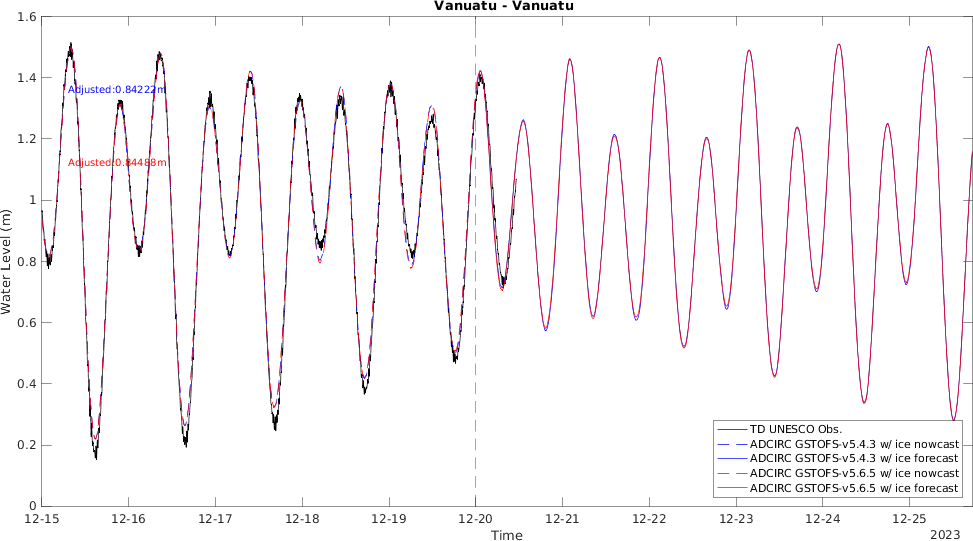 Vanuatu - Vanuatu
1.6
1.4
1.2
1
0.8
0.6
0.4
0.2
0
Water Level (m)
Adjusted:0.84222m
Adjusted:0.84488m
TD UNESCO Obs.
ADCIRC GSTOFS-v5.4.3 w/ ice nowcast
ADCIRC GSTOFS-v5.4.3 w/ ice forecast
ADCIRC GSTOFS-v5.6.5 w/ ice nowcast
ADCIRC GSTOFS-v5.6.5 w/ ice forecast
12-15 12-16 12-17 12-18 12-19 12-20 12-21 12-22 12-23 12-24 12-25
Time
2023